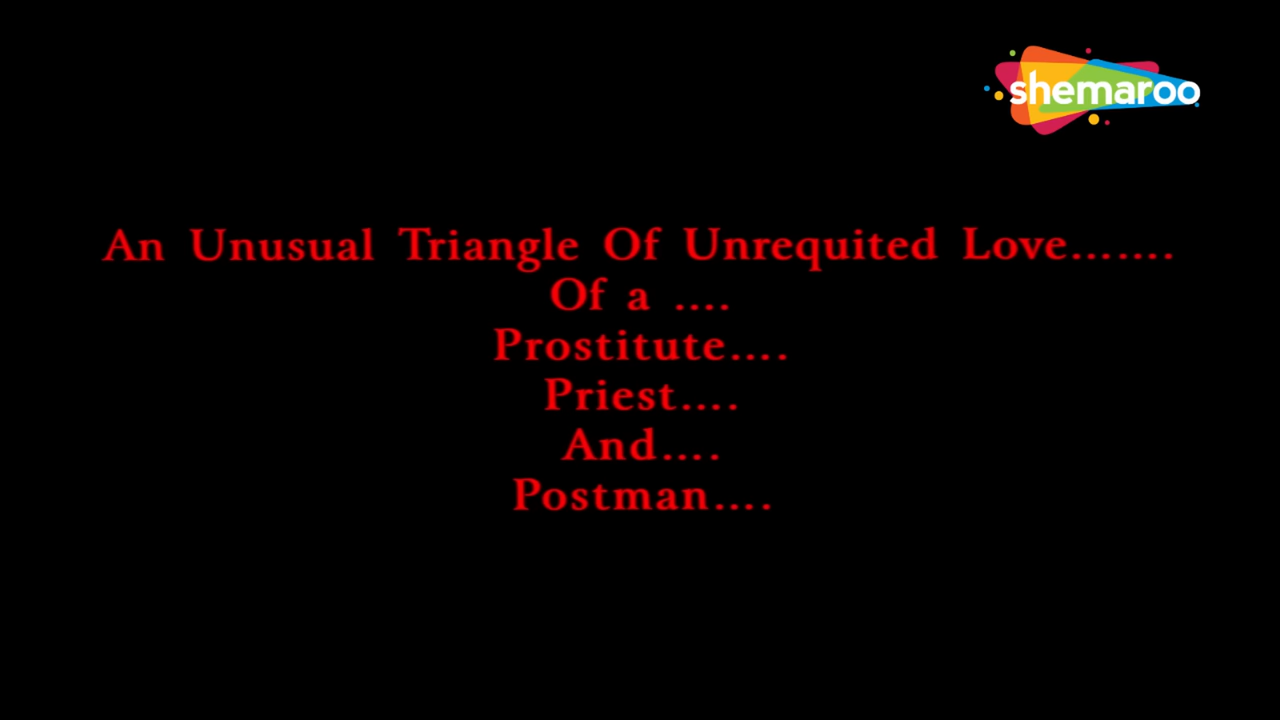 shemaroo
An Unusual Triangle Of Unrequited Love.......
Of a ....
Prostitute....
Priest....
And....
Postman....